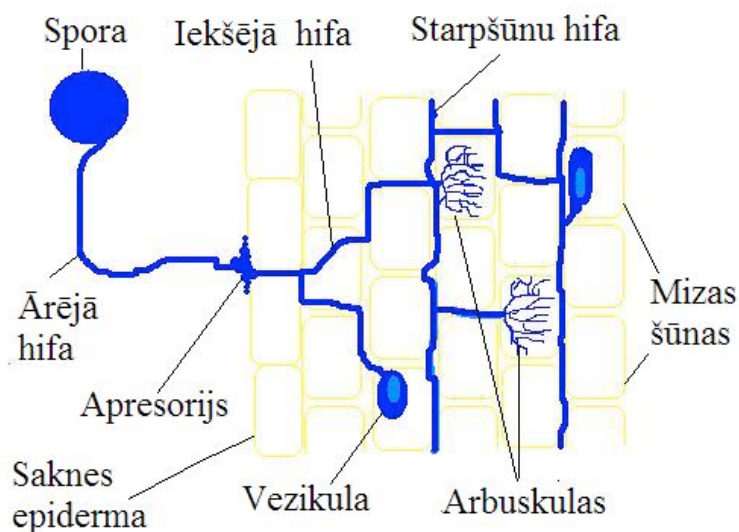 Spora
Iekšējā hifa
Starpšūnu hifa
Ārējā
hifa
Mizas
šūnas
Apresorijs
Saknes
epiderma
Vezikula
Arbuskulas